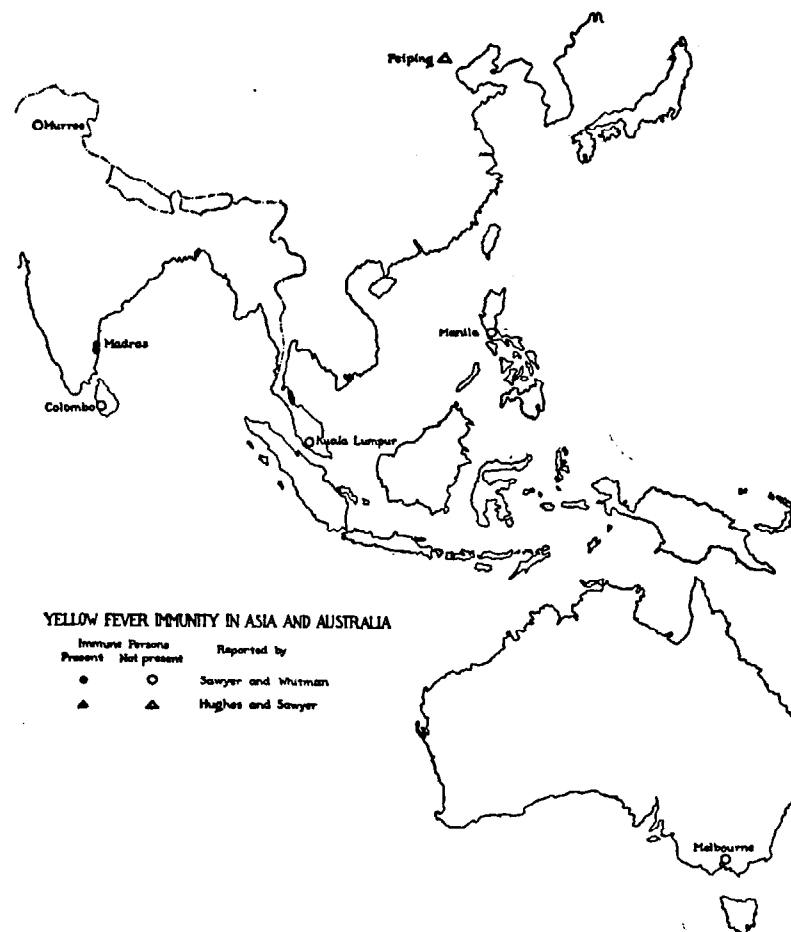 Peiping
Murree
Madras
Manila
Colombo
Kuala Lumpur
YELLOW FEVER IMMUNITY IN ASIA AND AUSTRALIA
Immune Persons
Present Not present
Reported by
Sawyer and Whitman
Hughes and Sawyer
Melbourne